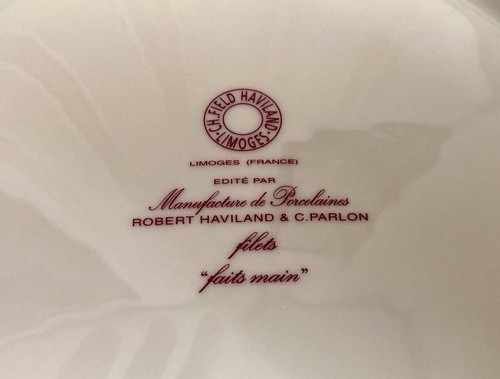 CH.FIELD HAVILAND
LIMOGES
LIMOGES (FRANCE)
EDITÉ PAR
Manufacture de Porcelaines
ROBERT HAVILAND & C.PARLON
filets
"faits main"